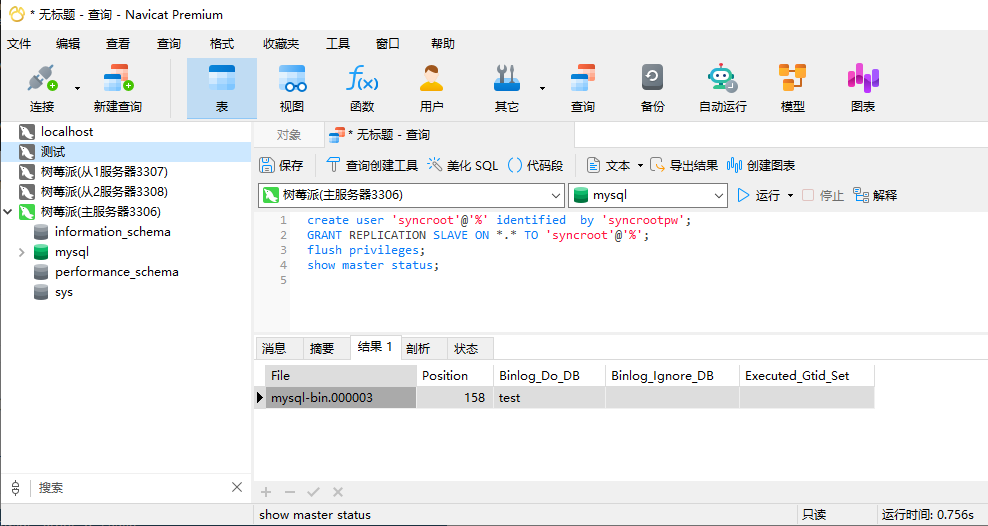 * 无标题 - 查询 - Navicat Premium
文件 编辑 查看 查询 格式 收藏夹 工具 窗口 帮助
连接 新建查询 表 视图 函数 用户 其它 查询 备份 自动运行 模型 图表
localhost
测试
树莓派(从1服务器3307)
树莓派(从2服务器3308)
树莓派(主服务器3306)
information_schema
mysql
performance_schema
sys
搜索
对象 * 无标题 - 查询
保存 查询创建工具 美化 SQL () 代码段 文本 导出结果 创建图表
树莓派(主服务器3306) mysql 运行 停止 解释
1 create user 'syncroot'@'%' identified  by 'syncrootpw';
2 GRANT REPLICATION SLAVE ON *.* TO 'syncroot'@'%';
3 flush privileges;
4 show master status;
5
消息 摘要 结果 1 剖析 状态
File Position Binlog_Do_DB Binlog_Ignore_DB Executed_Gtid_Set
mysql-bin.000003 158 test
show master status 只读 运行时间: 0.756s